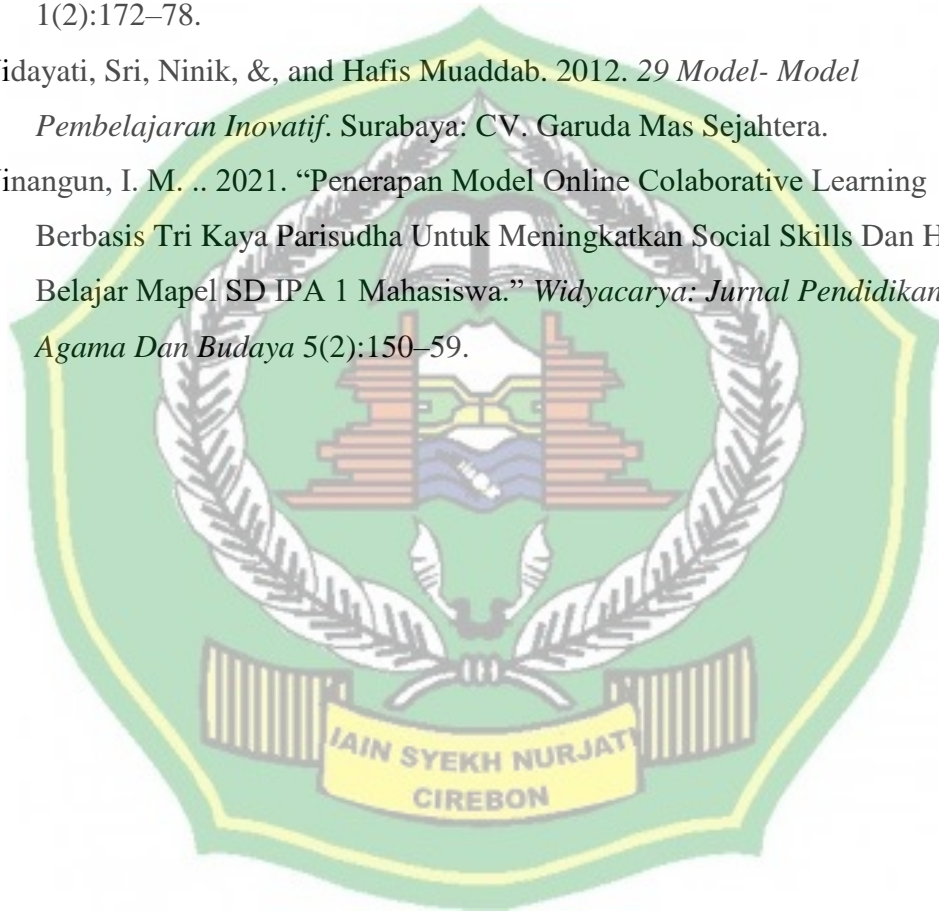 1(2):172–78.
idayati, Sri, Ninik, &, and Hafis Muaddab. 2012. 29 Model- Model
Pembelajaran Inovatif. Surabaya: CV. Garuda Mas Sejahtera.
inangun, I. M. .. 2021. “Penerapan Model Online Colaborative Learning
Berbasis Tri Kaya Parisudha Untuk Meningkatkan Social Skills Dan H
Belajar Mapel SD IPA 1 Mahasiswa.” Widyacarya: Jurnal Pendidikan
Agama Dan Budaya 5(2):150–59.
IAIN SYEKH NURJATI
CIREBON